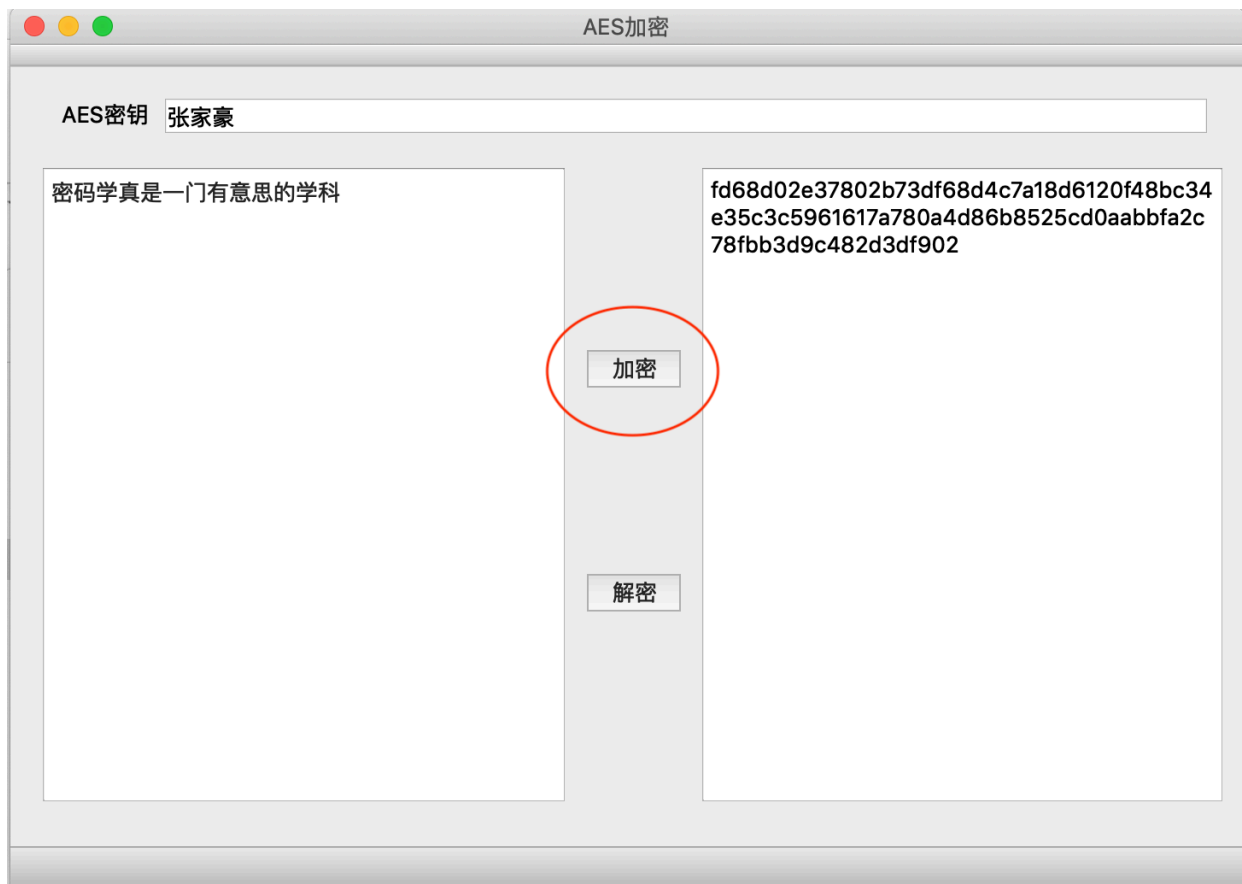 AES加密
AES密钥 张家豪
密码学真是一门有意思的学科
fd68d02e37802b73df68d4c7a18d6120f48bc34
e35c3c5961617a780a4d86b8525cd0aabbfa2c
78fbb3d9c482d3df902
加密
解密